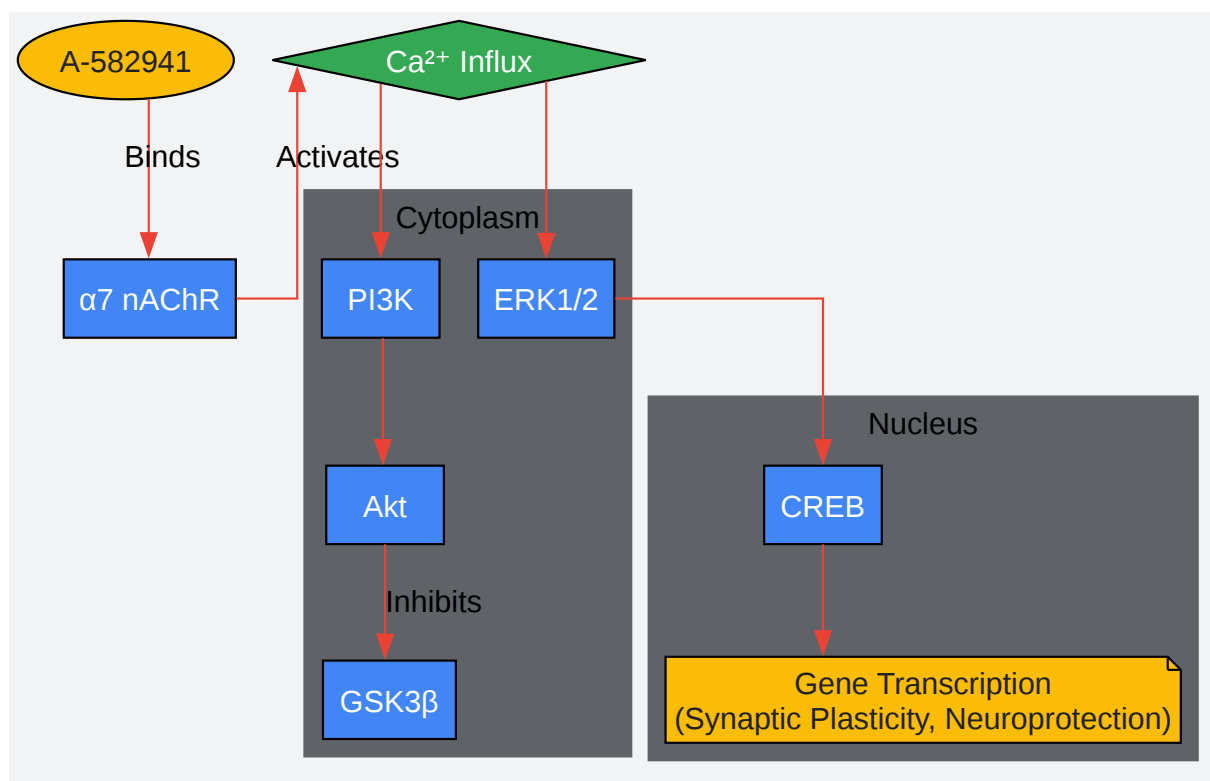 A-582941
Ca²⁺ Influx
Binds
Activates
Cytoplasm
α7 nAChR
PI3K
ERK1/2
Nucleus
Akt
CREB
Inhibits
GSK3β
Gene Transcription
(Synaptic Plasticity, Neuroprotection)